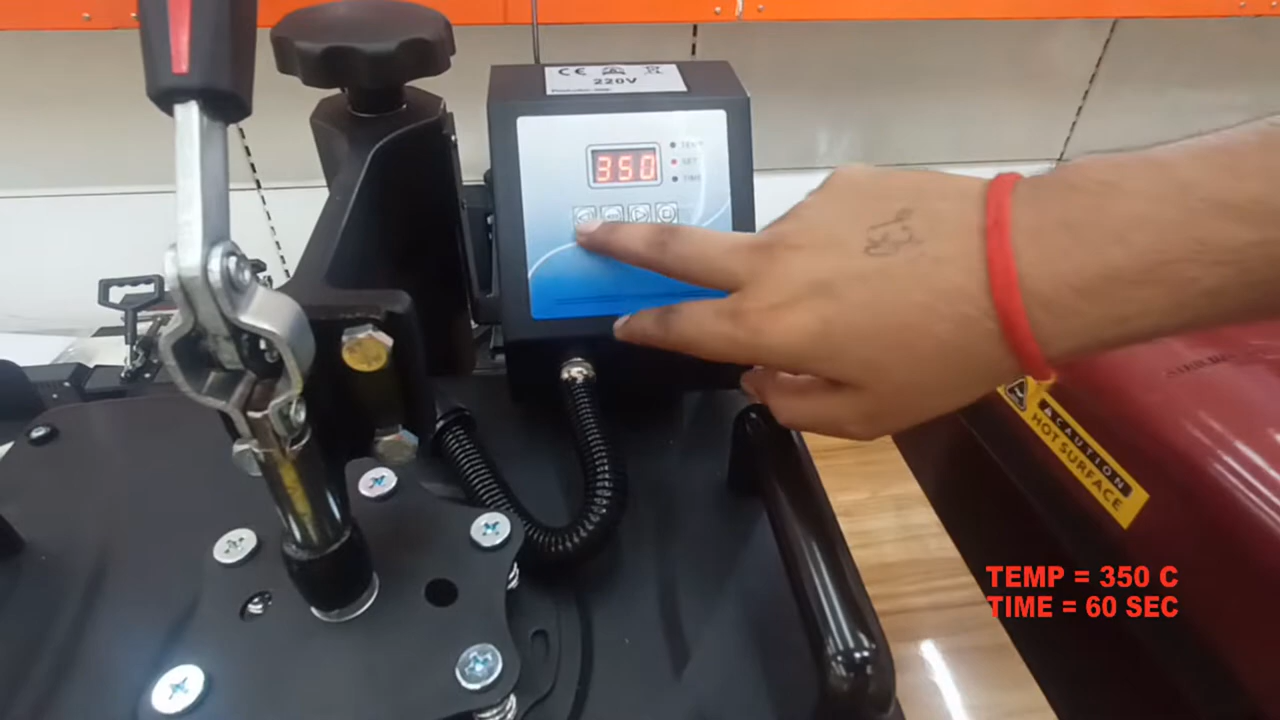 CE
220V
350
TEMP
SET
TIME
CAUTION
HOT SURFACE
TEMP = 350 C
TIME = 60 SEC